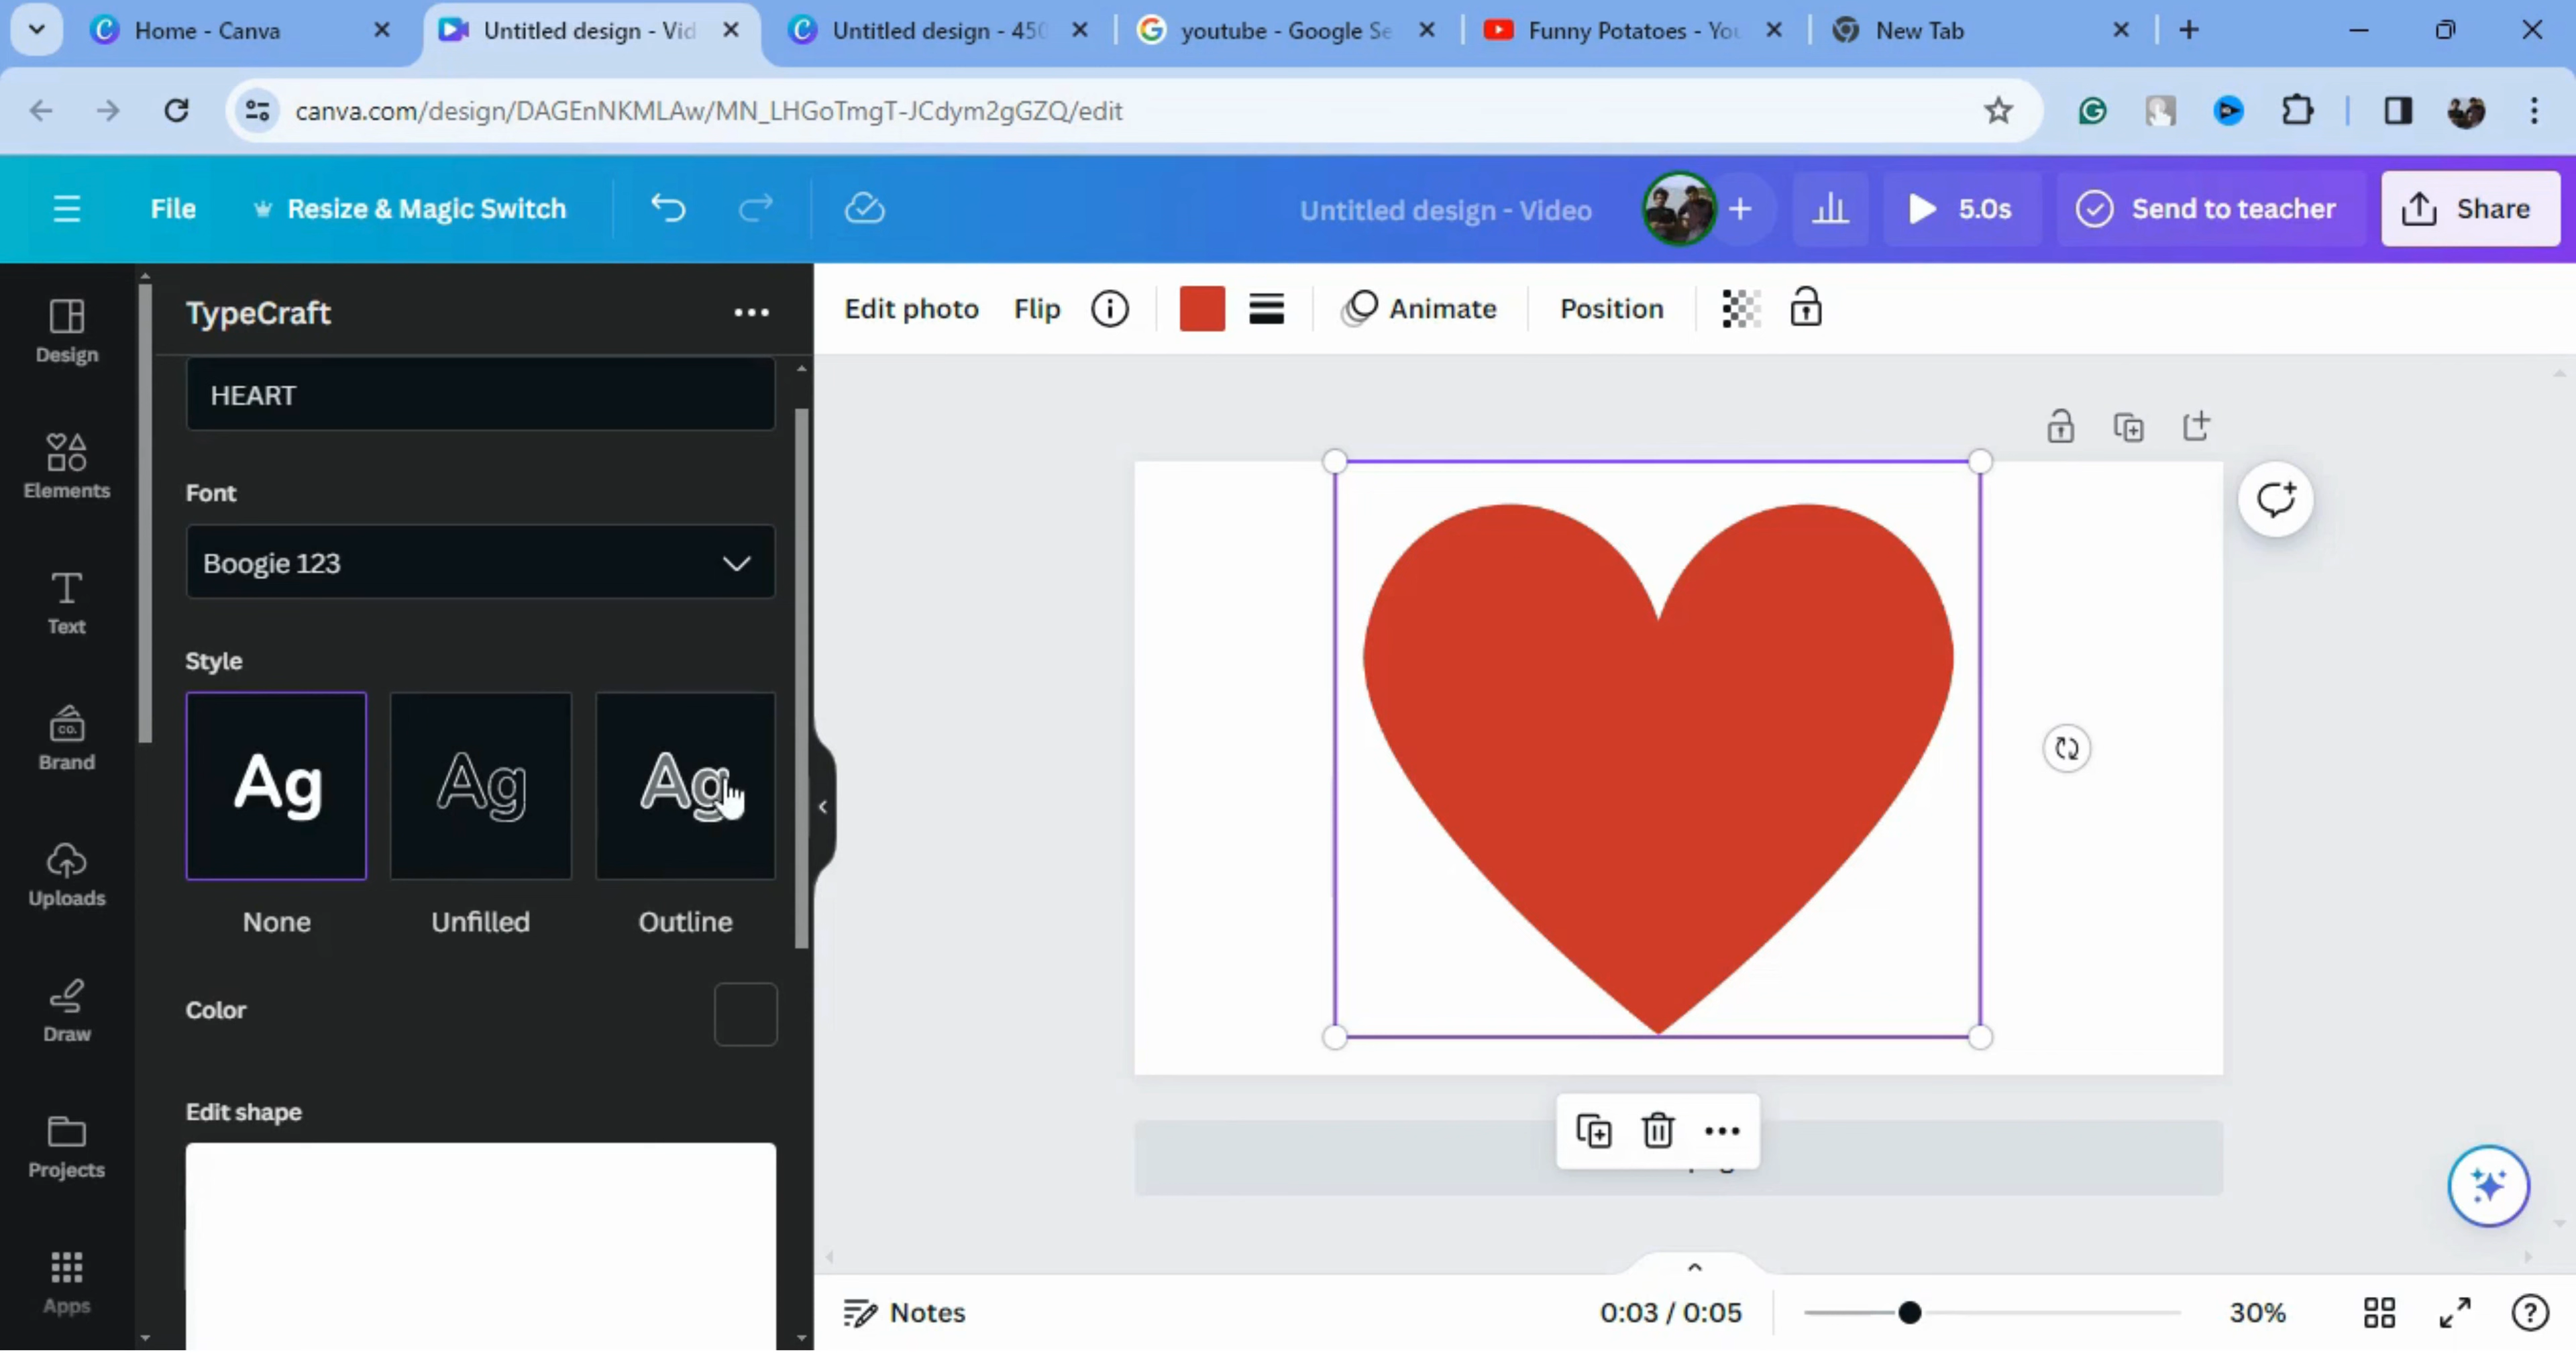 Home - Canva
Untitled design - Vid
Untitled design - 450
youtube - Google Se
Funny Potatoes - You
New Tab
canva.com/design/DAGEnNKMLAw/MN_LHGoTmgT-JCdym2gGZQ/edit
File
Resize & Magic Switch
Untitled design - Video
5.0s
Send to teacher
Share
Design
Elements
Text
CO.
Brand
Uploads
Draw
Projects
Apps
TypeCraft
HEART
Font
Boogie 123
Style
Ag
Ag
Ag
None
Unfilled
Outline
Color
Edit shape
Edit photo
Flip
Animate
Position
Notes
0:03 / 0:05
30%